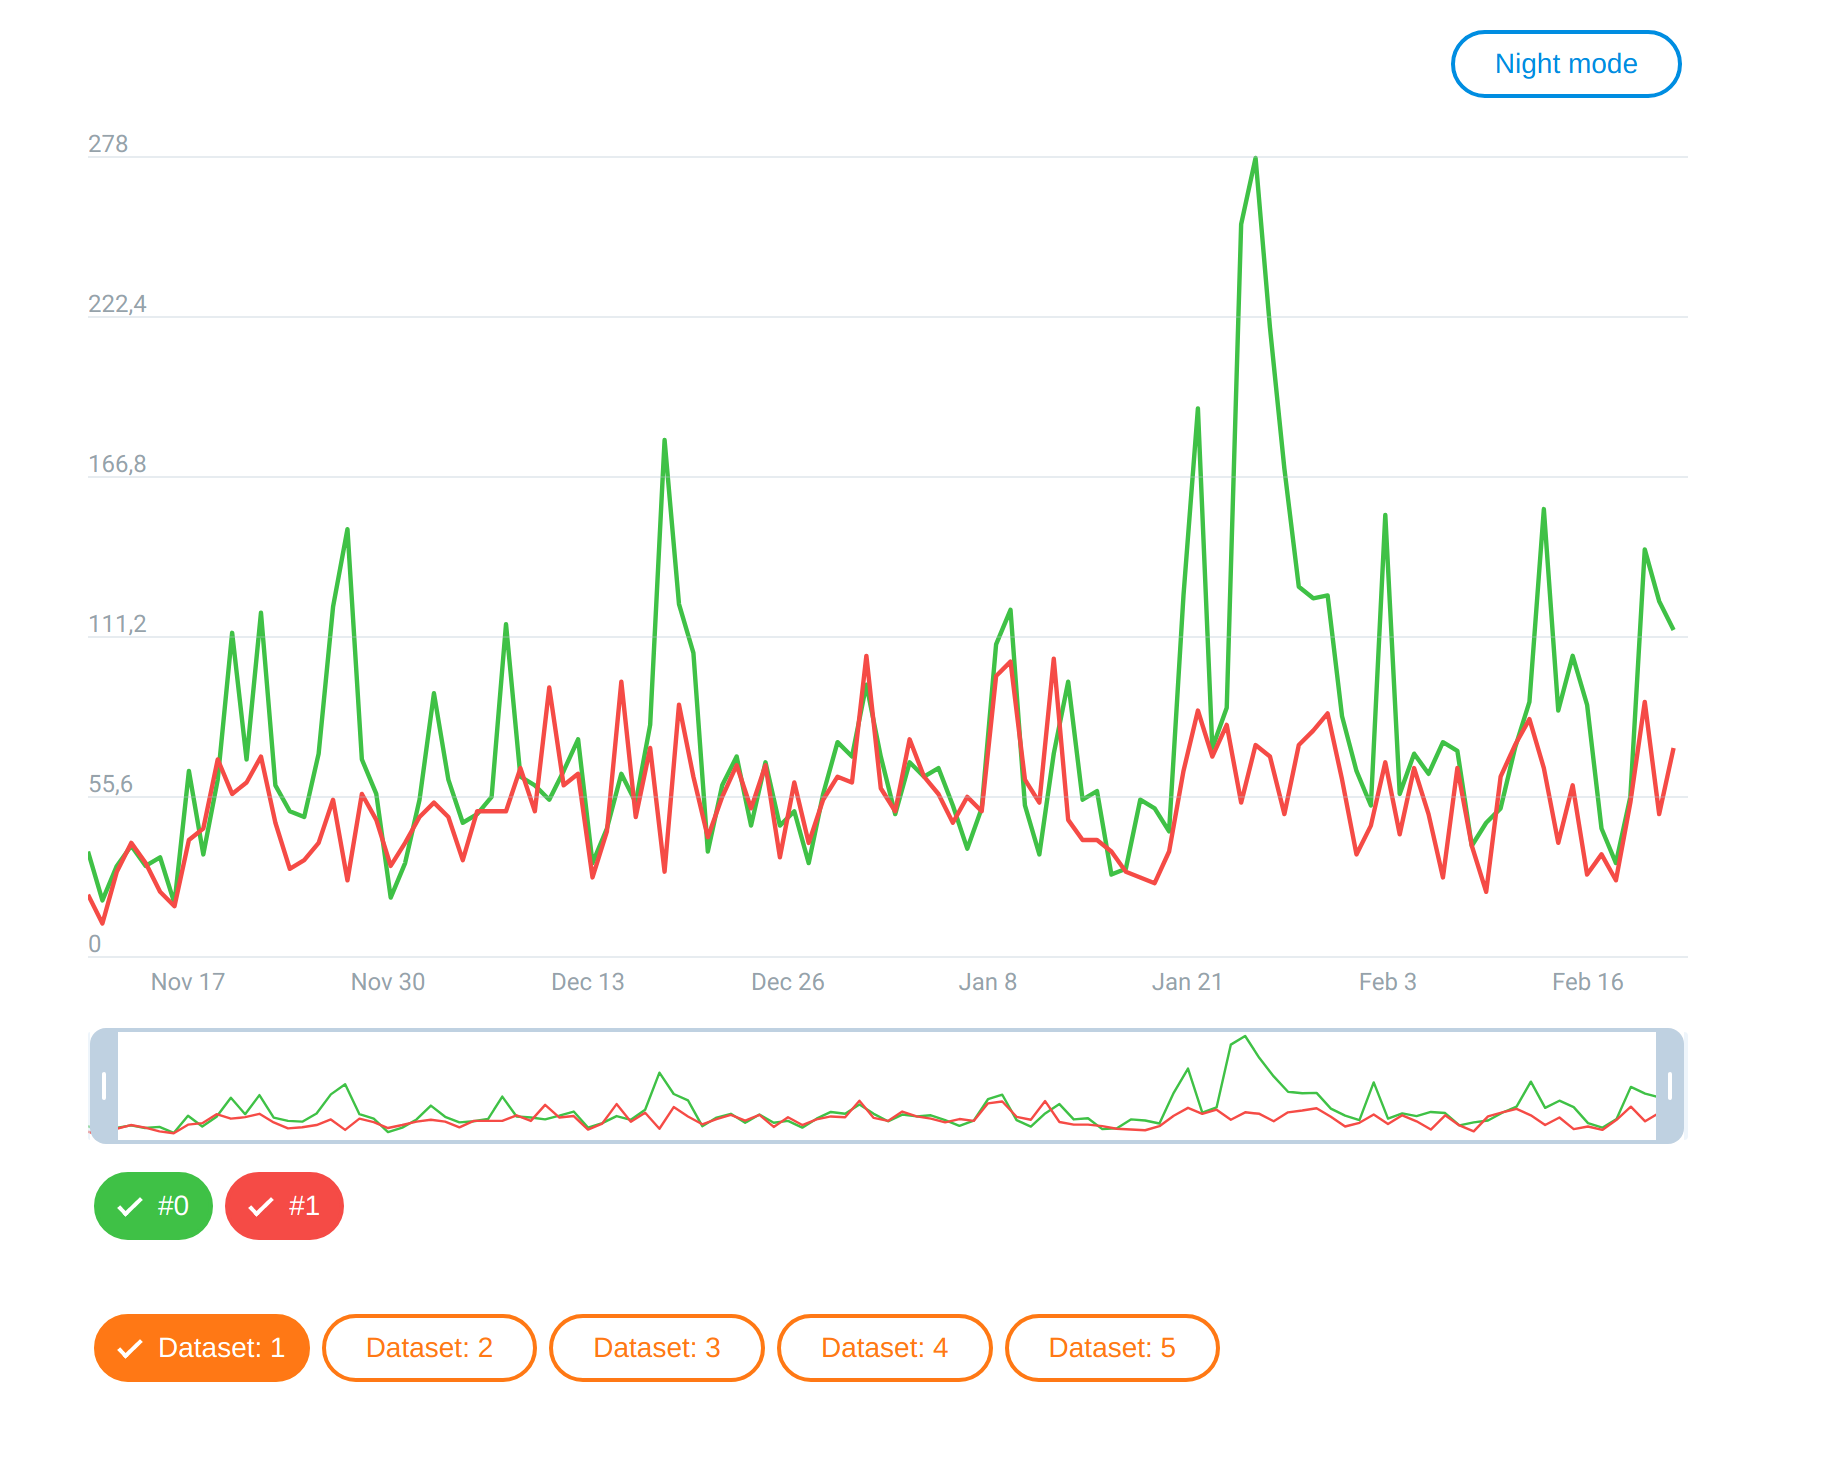 Night mode
278
222,4
166,8
111,2
55,6
0
Nov 17 Nov 30 Dec 13 Dec 26 Jan 8 Jan 21 Feb 3 Feb 16
#0 #1
Dataset: 1 Dataset: 2 Dataset: 3 Dataset: 4 Dataset: 5